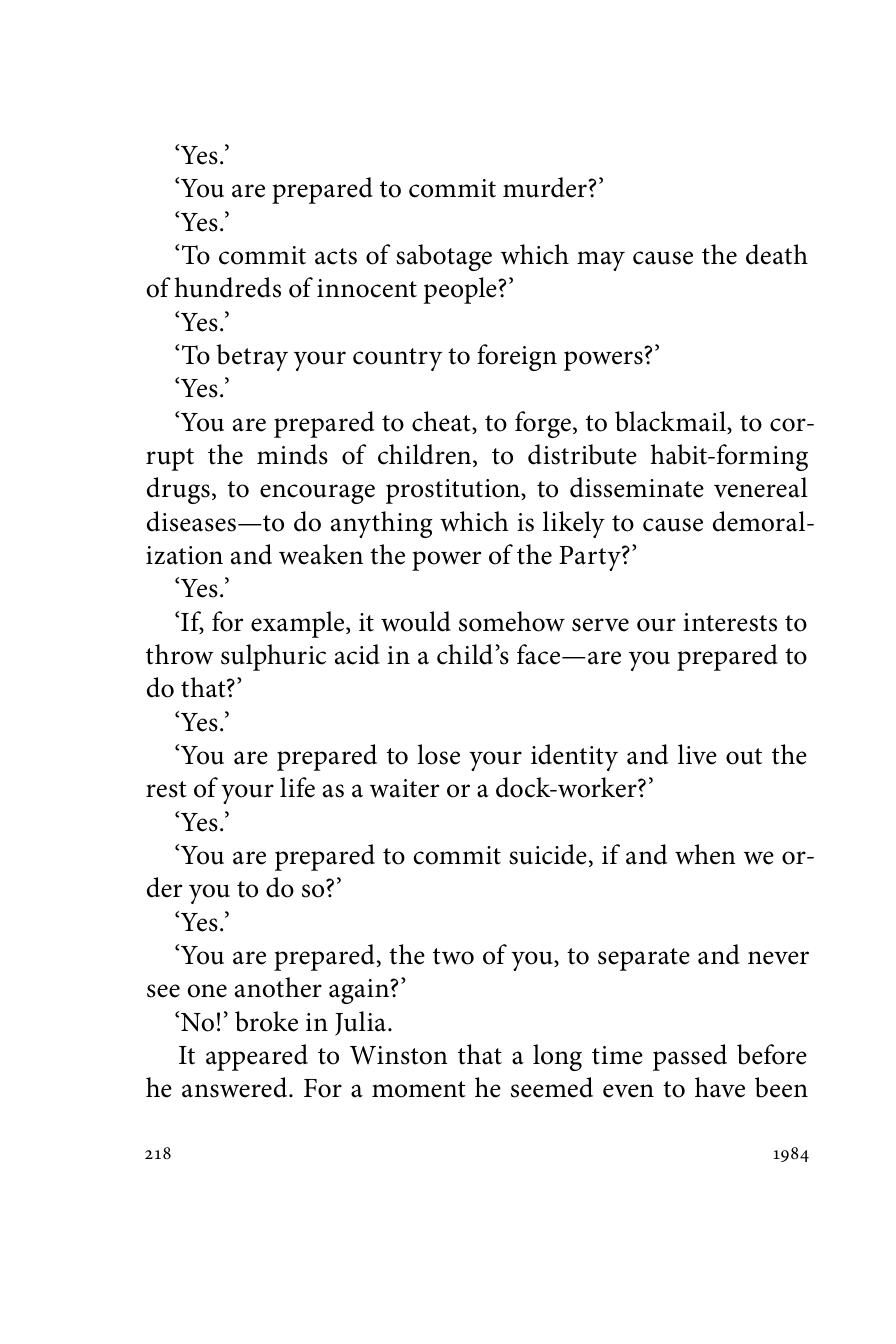 ‘Yes.’
‘You are prepared to commit murder?’
‘Yes.’
‘To commit acts of sabotage which may cause the death
of hundreds of innocent people?’
‘Yes.’
‘To betray your country to foreign powers?’
‘Yes.’
‘You are prepared to cheat, to forge, to blackmail, to cor-
rupt the minds of children, to distribute habit-forming
drugs, to encourage prostitution, to disseminate venereal
diseases—to do anything which is likely to cause demoral-
ization and weaken the power of the Party?’
‘Yes.’
‘If, for example, it would somehow serve our interests to
throw sulphuric acid in a child’s face—are you prepared to
do that?’
‘Yes.’
‘You are prepared to lose your identity and live out the
rest of your life as a waiter or a dock-worker?’
‘Yes.’
‘You are prepared to commit suicide, if and when we or-
der you to do so?’
‘Yes.’
‘You are prepared, the two of you, to separate and never
see one another again?’
‘No!’ broke in Julia.
It appeared to Winston that a long time passed before
he answered. For a moment he seemed even to have been
218 1984